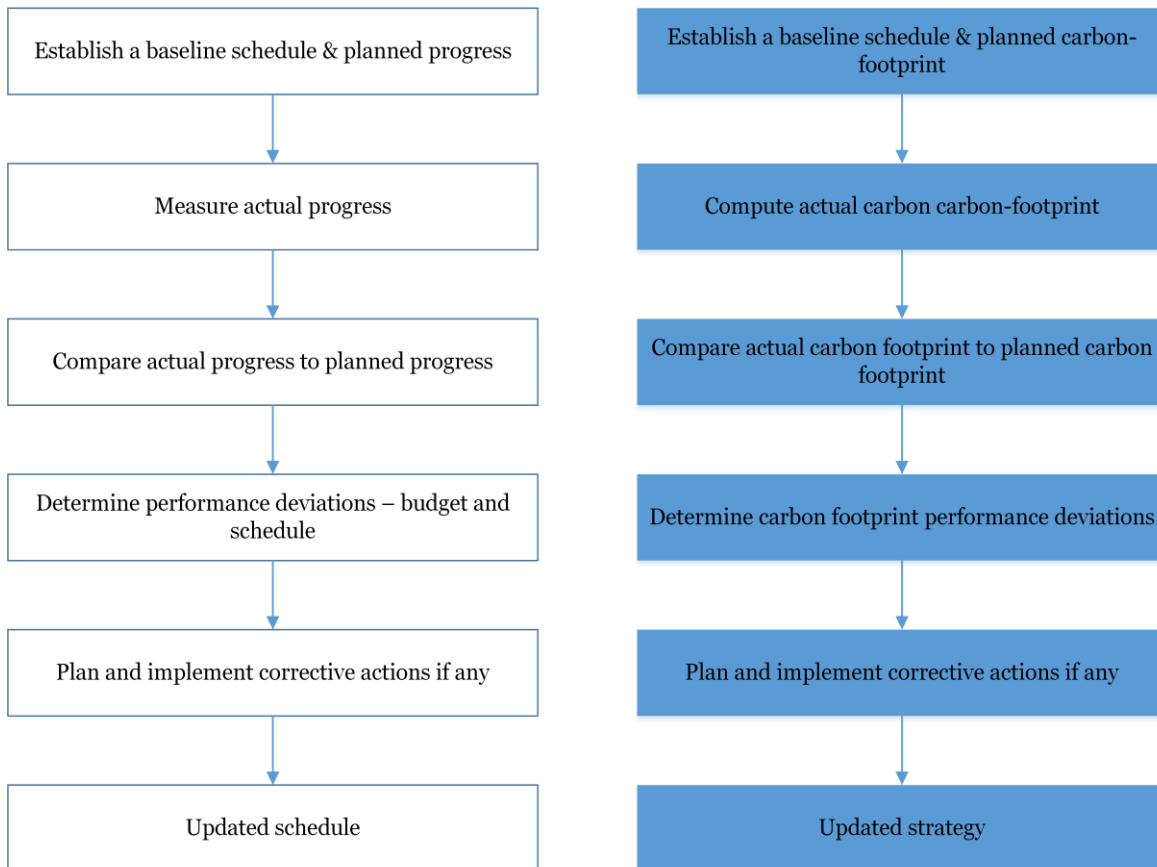 Establish a baseline schedule & planned progress
Measure actual progress
Compare actual progress to planned progress
Determine performance deviations – budget and
schedule
Plan and implement corrective actions if any
Updated schedule
Establish a baseline schedule & planned carbon-
footprint
Compute actual carbon carbon-footprint
Compare actual carbon footprint to planned carbon
footprint
Determine carbon footprint performance deviations
Plan and implement corrective actions if any
Updated strategy